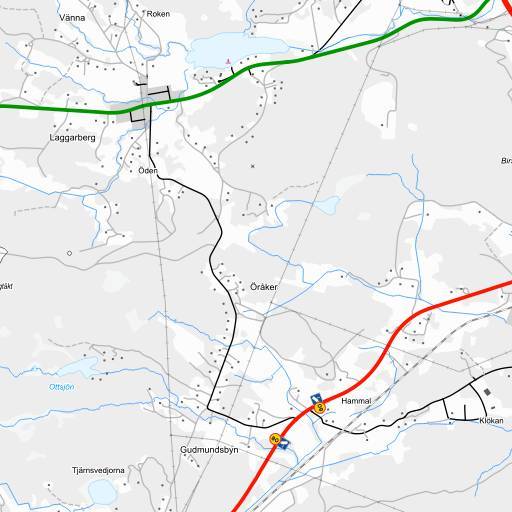 Vänna
Roken
Laggarberg
Öden
Öråker
Ottsjön
Hammal
Klökan
Gudmundsbyn
Tjärnsvedjorna